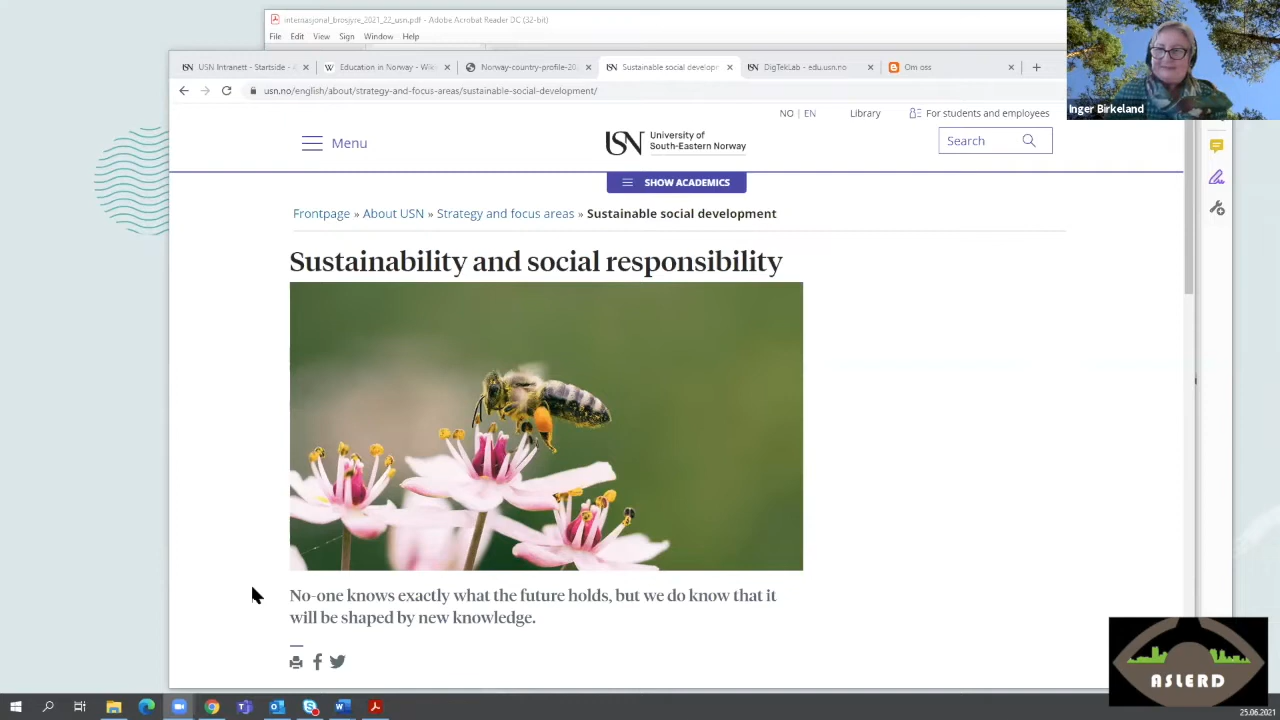 internasjonal_brosjyre_2021_22_usn.pdf - Adobe Acrobat Reader DC (32-bit)
File Edit View Sign Window Help
USN Intranett - Startside - Education in Norway - Wik Norway-country-profile-20 Sustainable social developm DigTekLab - edu.usn.no Om oss
usn.no/english/about/strategy-and-focus-areas/sustainable-social-development/
Inger Birkeland
NO | EN Library For students and employees
Menu
USN University of
South-Eastern Norway
Search
SHOW ACADEMICS
Frontpage » About USN » Strategy and focus areas » Sustainable social development
Sustainability and social responsibility
No-one knows exactly what the future holds, but we do know that it
will be shaped by new knowledge.
ASLERD
25.06.2021